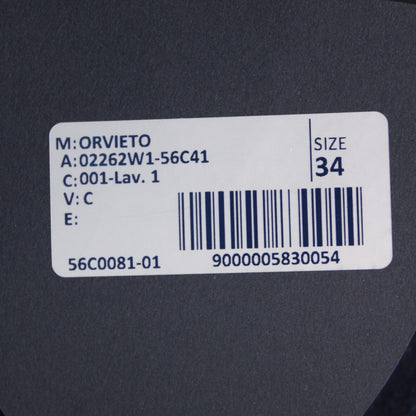 M: ORVIETO
A: 02262W1-56C41
C: 001-Lav. 1
V: C
E:
SIZE
34
56C0081-01
9000005830054